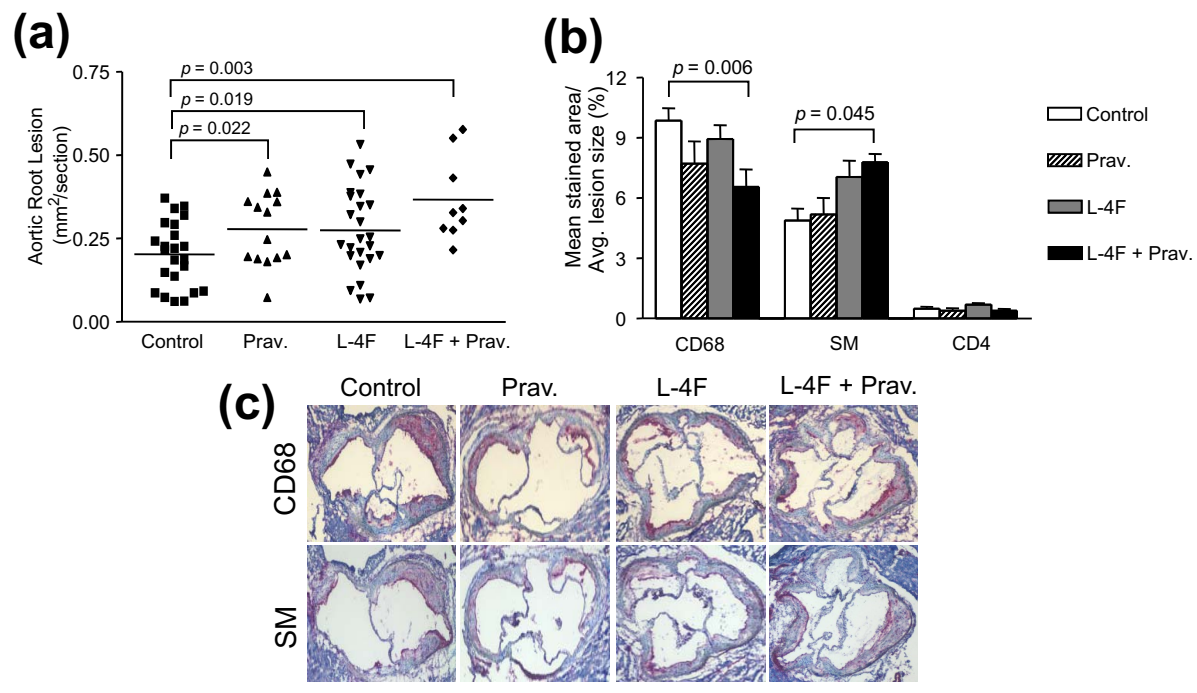 (a)
Aortic Root Lesion
(mm²/section)
0.75
0.50
0.25
0.00
p = 0.003
p = 0.019
p = 0.022
Control
Prav.
L-4F
L-4F + Prav.
(b)
Mean stained area/
Avg. lesion size (%)
12
9
6
3
0
p = 0.006
p = 0.045
CD68
SM
CD4
Control
Prav.
L-4F
L-4F + Prav.
(c)
Control
Prav.
L-4F
L-4F + Prav.
CD68
SM